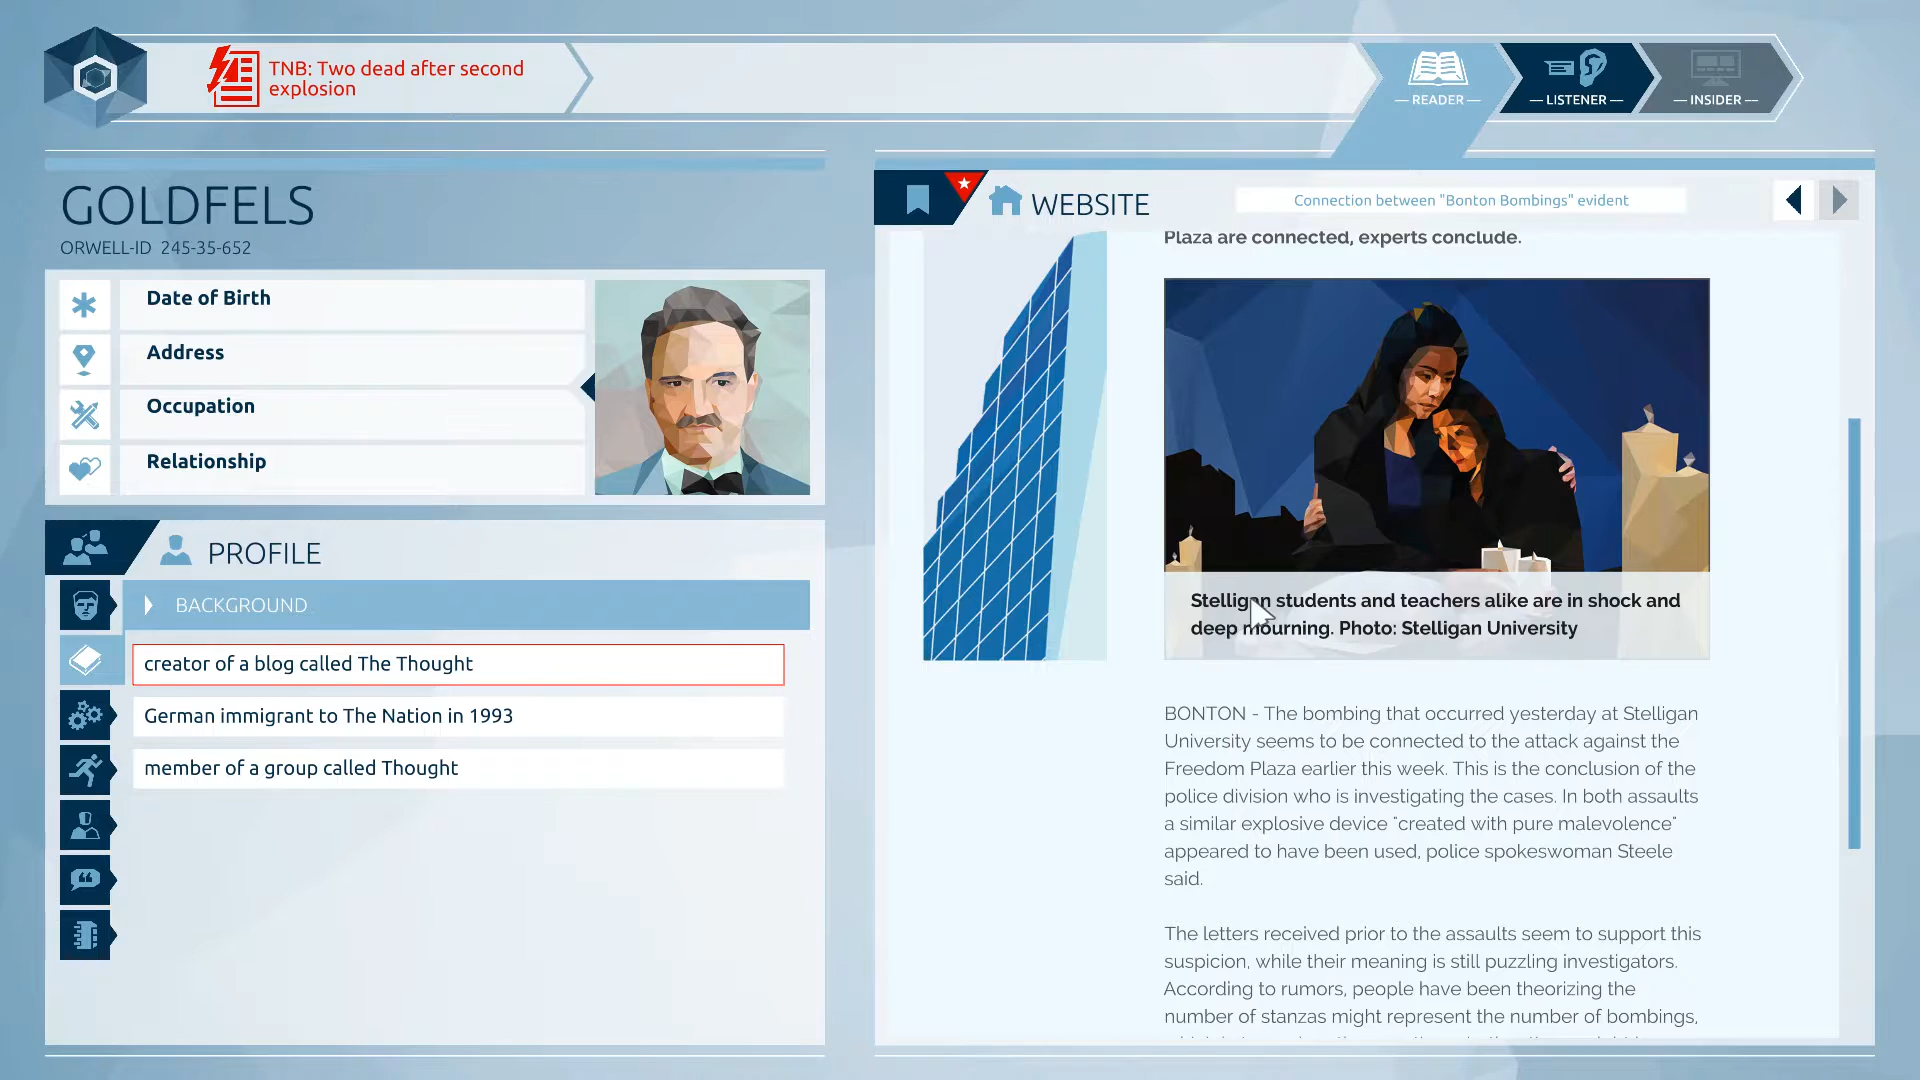 TNB: Two dead after second
explosion
READER
LISTENER
INSIDER
GOLDFELS
ORWELL-ID 245-35-652
Date of Birth
Address
Occupation
Relationship
PROFILE
BACKGROUND
creator of a blog called The Thought
German immigrant to The Nation in 1993
member of a group called Thought
WEBSITE
Connection between "Bonton Bombings" evident
Plaza are connected, experts conclude.
Stelligan students and teachers alike are in shock and
deep mourning. Photo: Stelligan University
BONTON - The bombing that occurred yesterday at Stelligan
University seems to be connected to the attack against the
Freedom Plaza earlier this week. This is the conclusion of the
police division who is investigating the cases. In both assaults
a similar explosive device "created with pure malevolence"
appeared to have been used, police spokeswoman Steele
said.
The letters received prior to the assaults seem to support this
suspicion, while their meaning is still puzzling investigators.
According to rumors, people have been theorizing the
number of stanzas might represent the number of bombings,